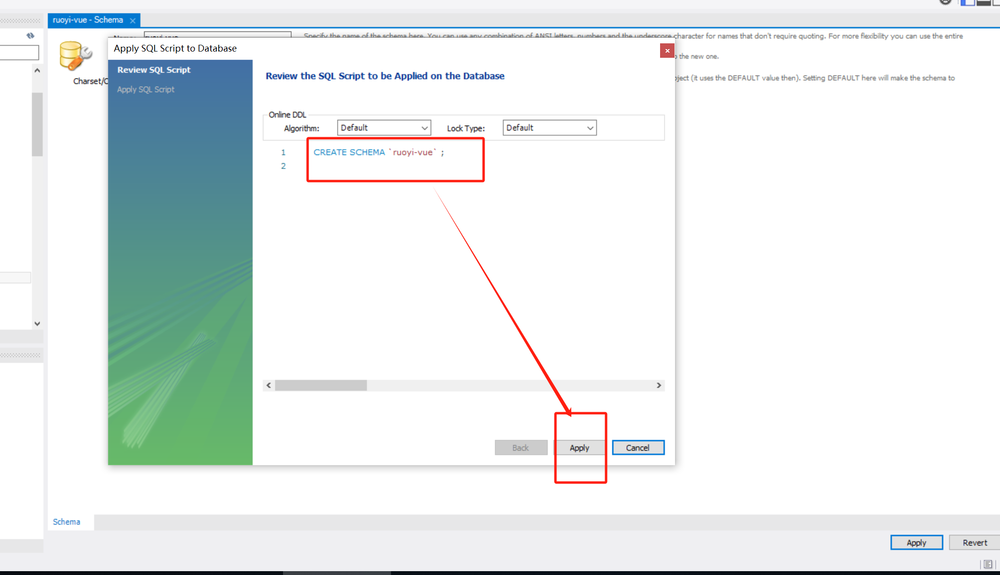 ruoyi-vue - Schema
Specify the name of the schema here. You can use any combination of ANSI letters, numbers and the underscore character for names that don't require quoting. For more flexibility you can use the entire
Apply SQL Script to Database
the new one.
Charset/C
(it uses the DEFAULT value then). Setting DEFAULT here will make the schema to
Review SQL Script
Apply SQL Script
Review the SQL Script to be Applied on the Database
Online DDL
Algorithm: Default Lock Type: Default
1 CREATE SCHEMA `ruoyi-vue` ;
2
Back Apply Cancel
Schema
Apply Revert